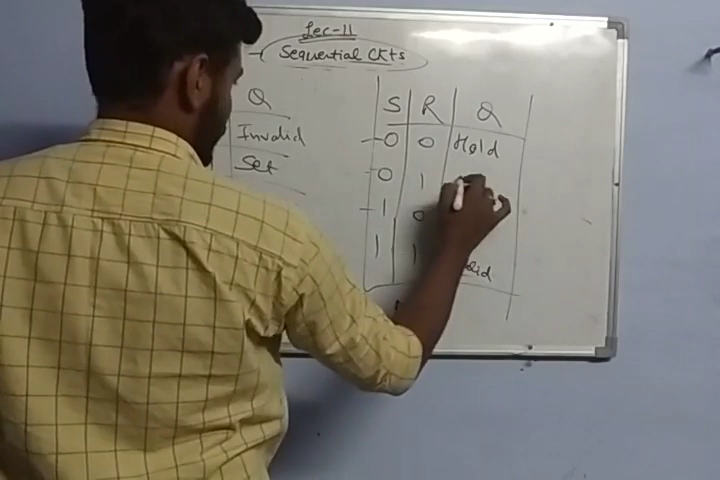 Lec-11
Sequential Ckts
Q
Invalid
Set
S R Q
0 0 Hold
0 1
1 0
1 1